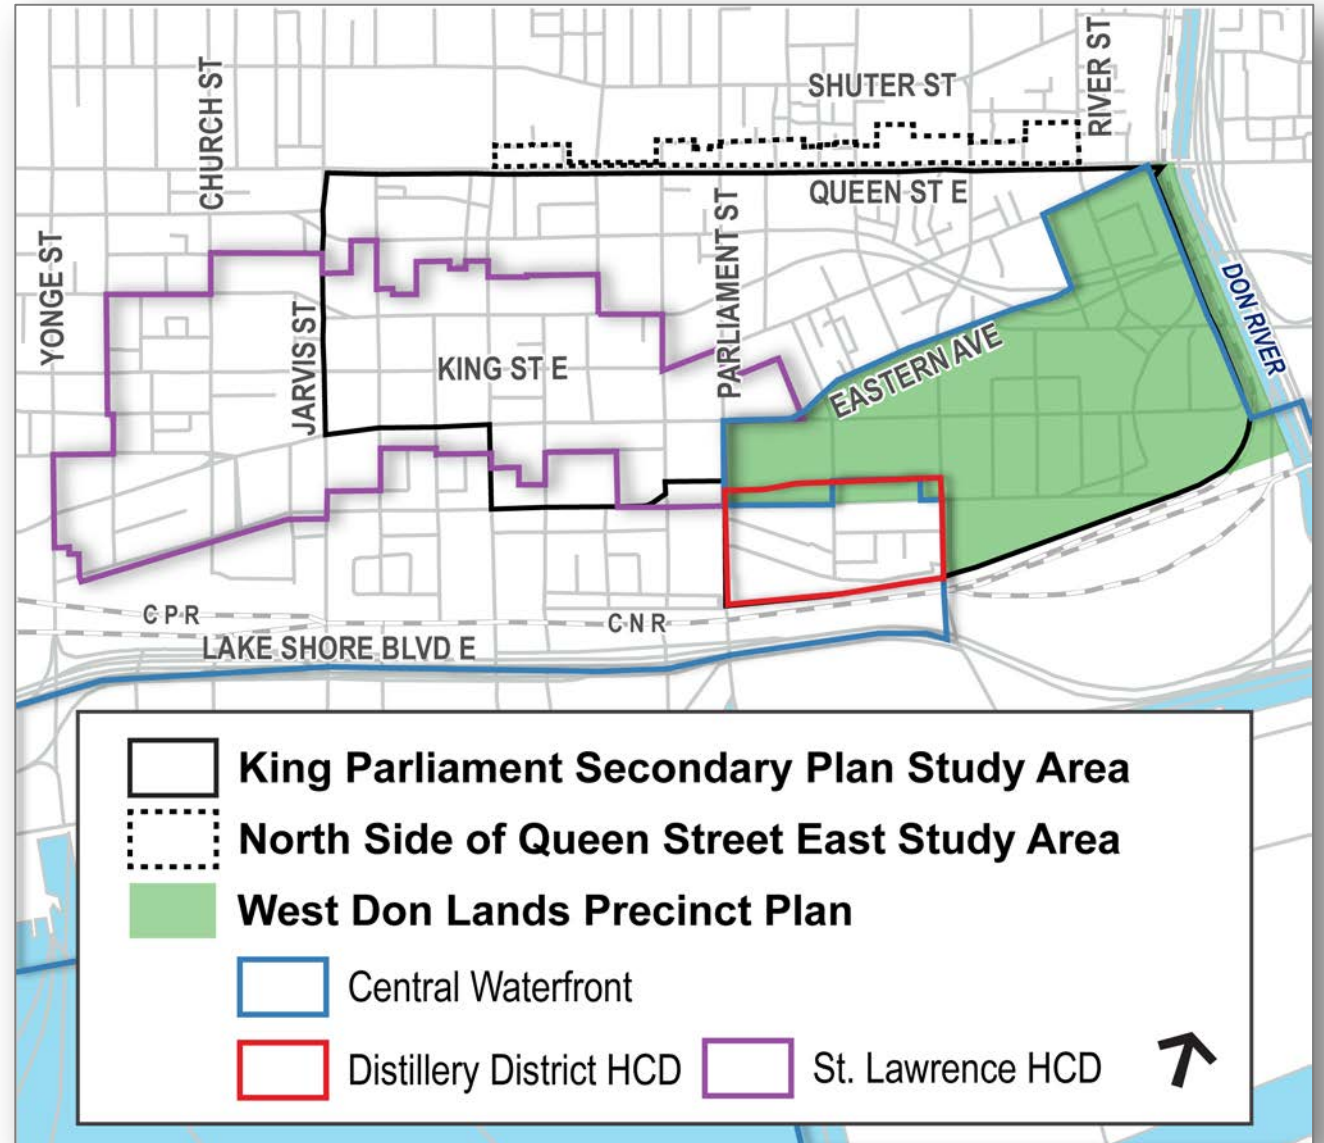 SHUTER ST
RIVER ST
CHURCH ST
QUEEN ST E
YONGE ST
PARLIAMENT ST
DON RIVER
JARVIS ST
KING ST E
EASTERN AVE
CPR
CNR
LAKE SHORE BLVD E
King Parliament Secondary Plan Study Area
North Side of Queen Street East Study Area
West Don Lands Precinct Plan
Central Waterfront
Distillery District HCD
St. Lawrence HCD